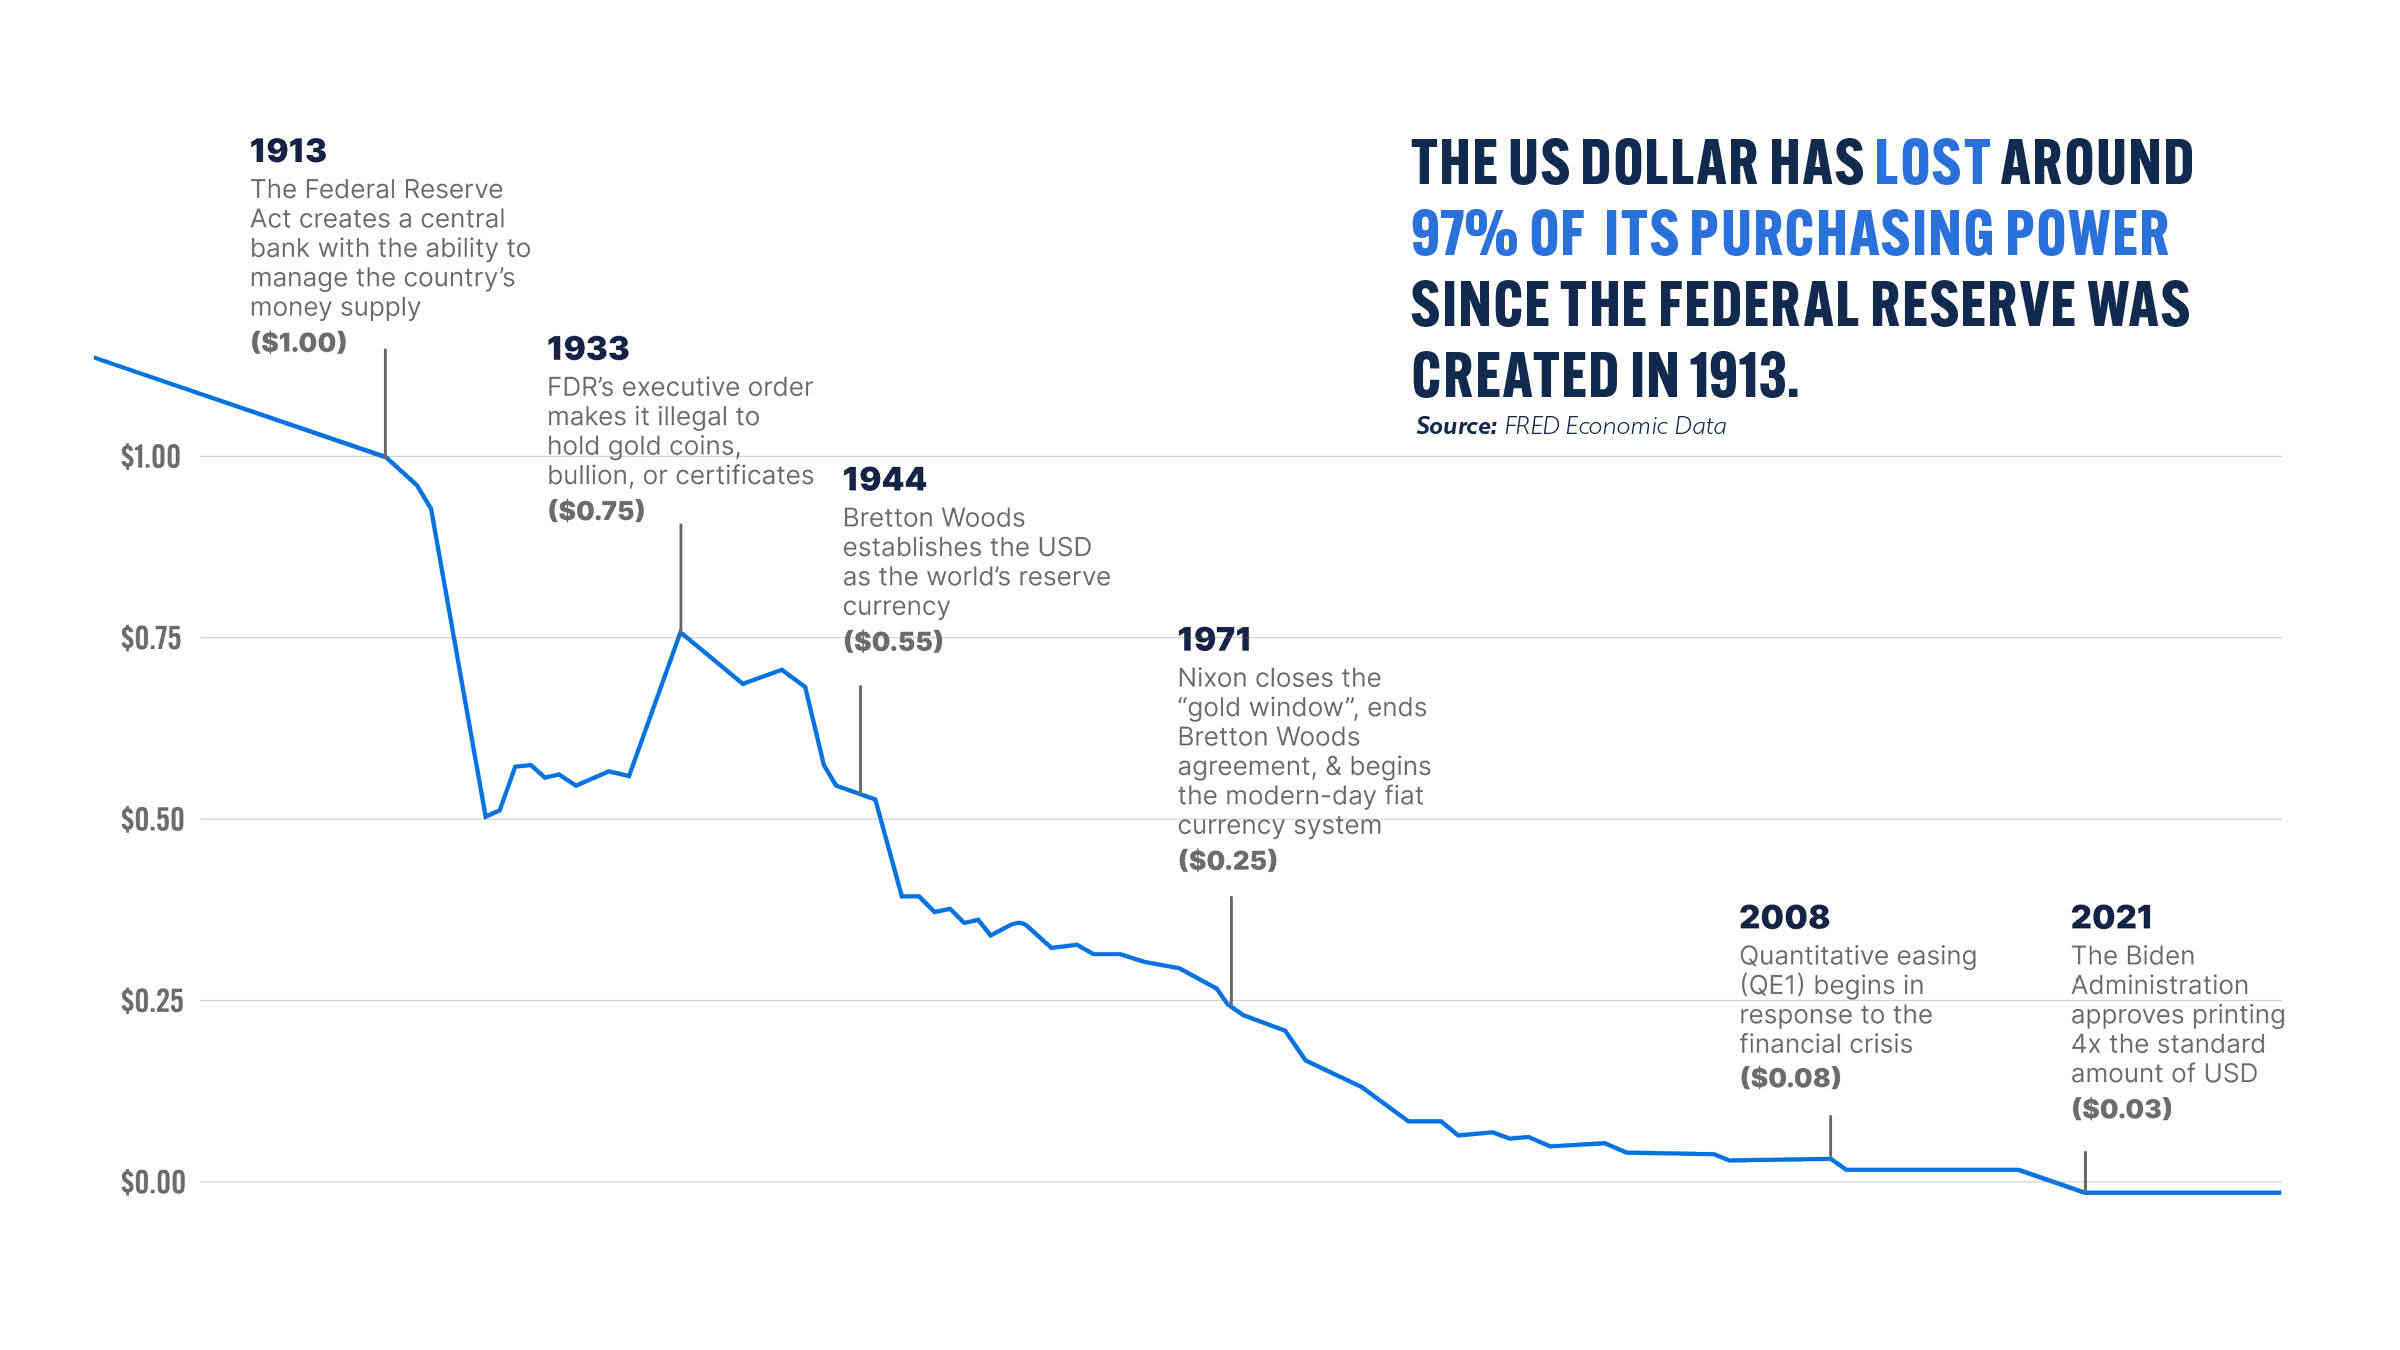 1913
The Federal Reserve
Act creates a central
bank with the ability to
manage the country's
money supply
($1.00)
THE US DOLLAR HAS LOST AROUND
97% OF ITS PURCHASING POWER
SINCE THE FEDERAL RESERVE WAS
CREATED IN 1913.
Source: FRED Economic Data
1933
FDR's executive order
makes it illegal to
hold gold coins,
bullion, or certificates
($0.75)
1944
Bretton Woods
establishes the USD
as the world's reserve
currency
($0.55)
1971
Nixon closes the
“gold window”, ends
Bretton Woods
agreement, & begins
the modern-day fiat
currency system
($0.25)
2008
Quantitative easing
(QE1) begins in
response to the
financial crisis
($0.08)
2021
The Biden
Administration
approves printing
4x the standard
amount of USD
($0.03)
$1.00
$0.75
$0.50
$0.25
$0.00